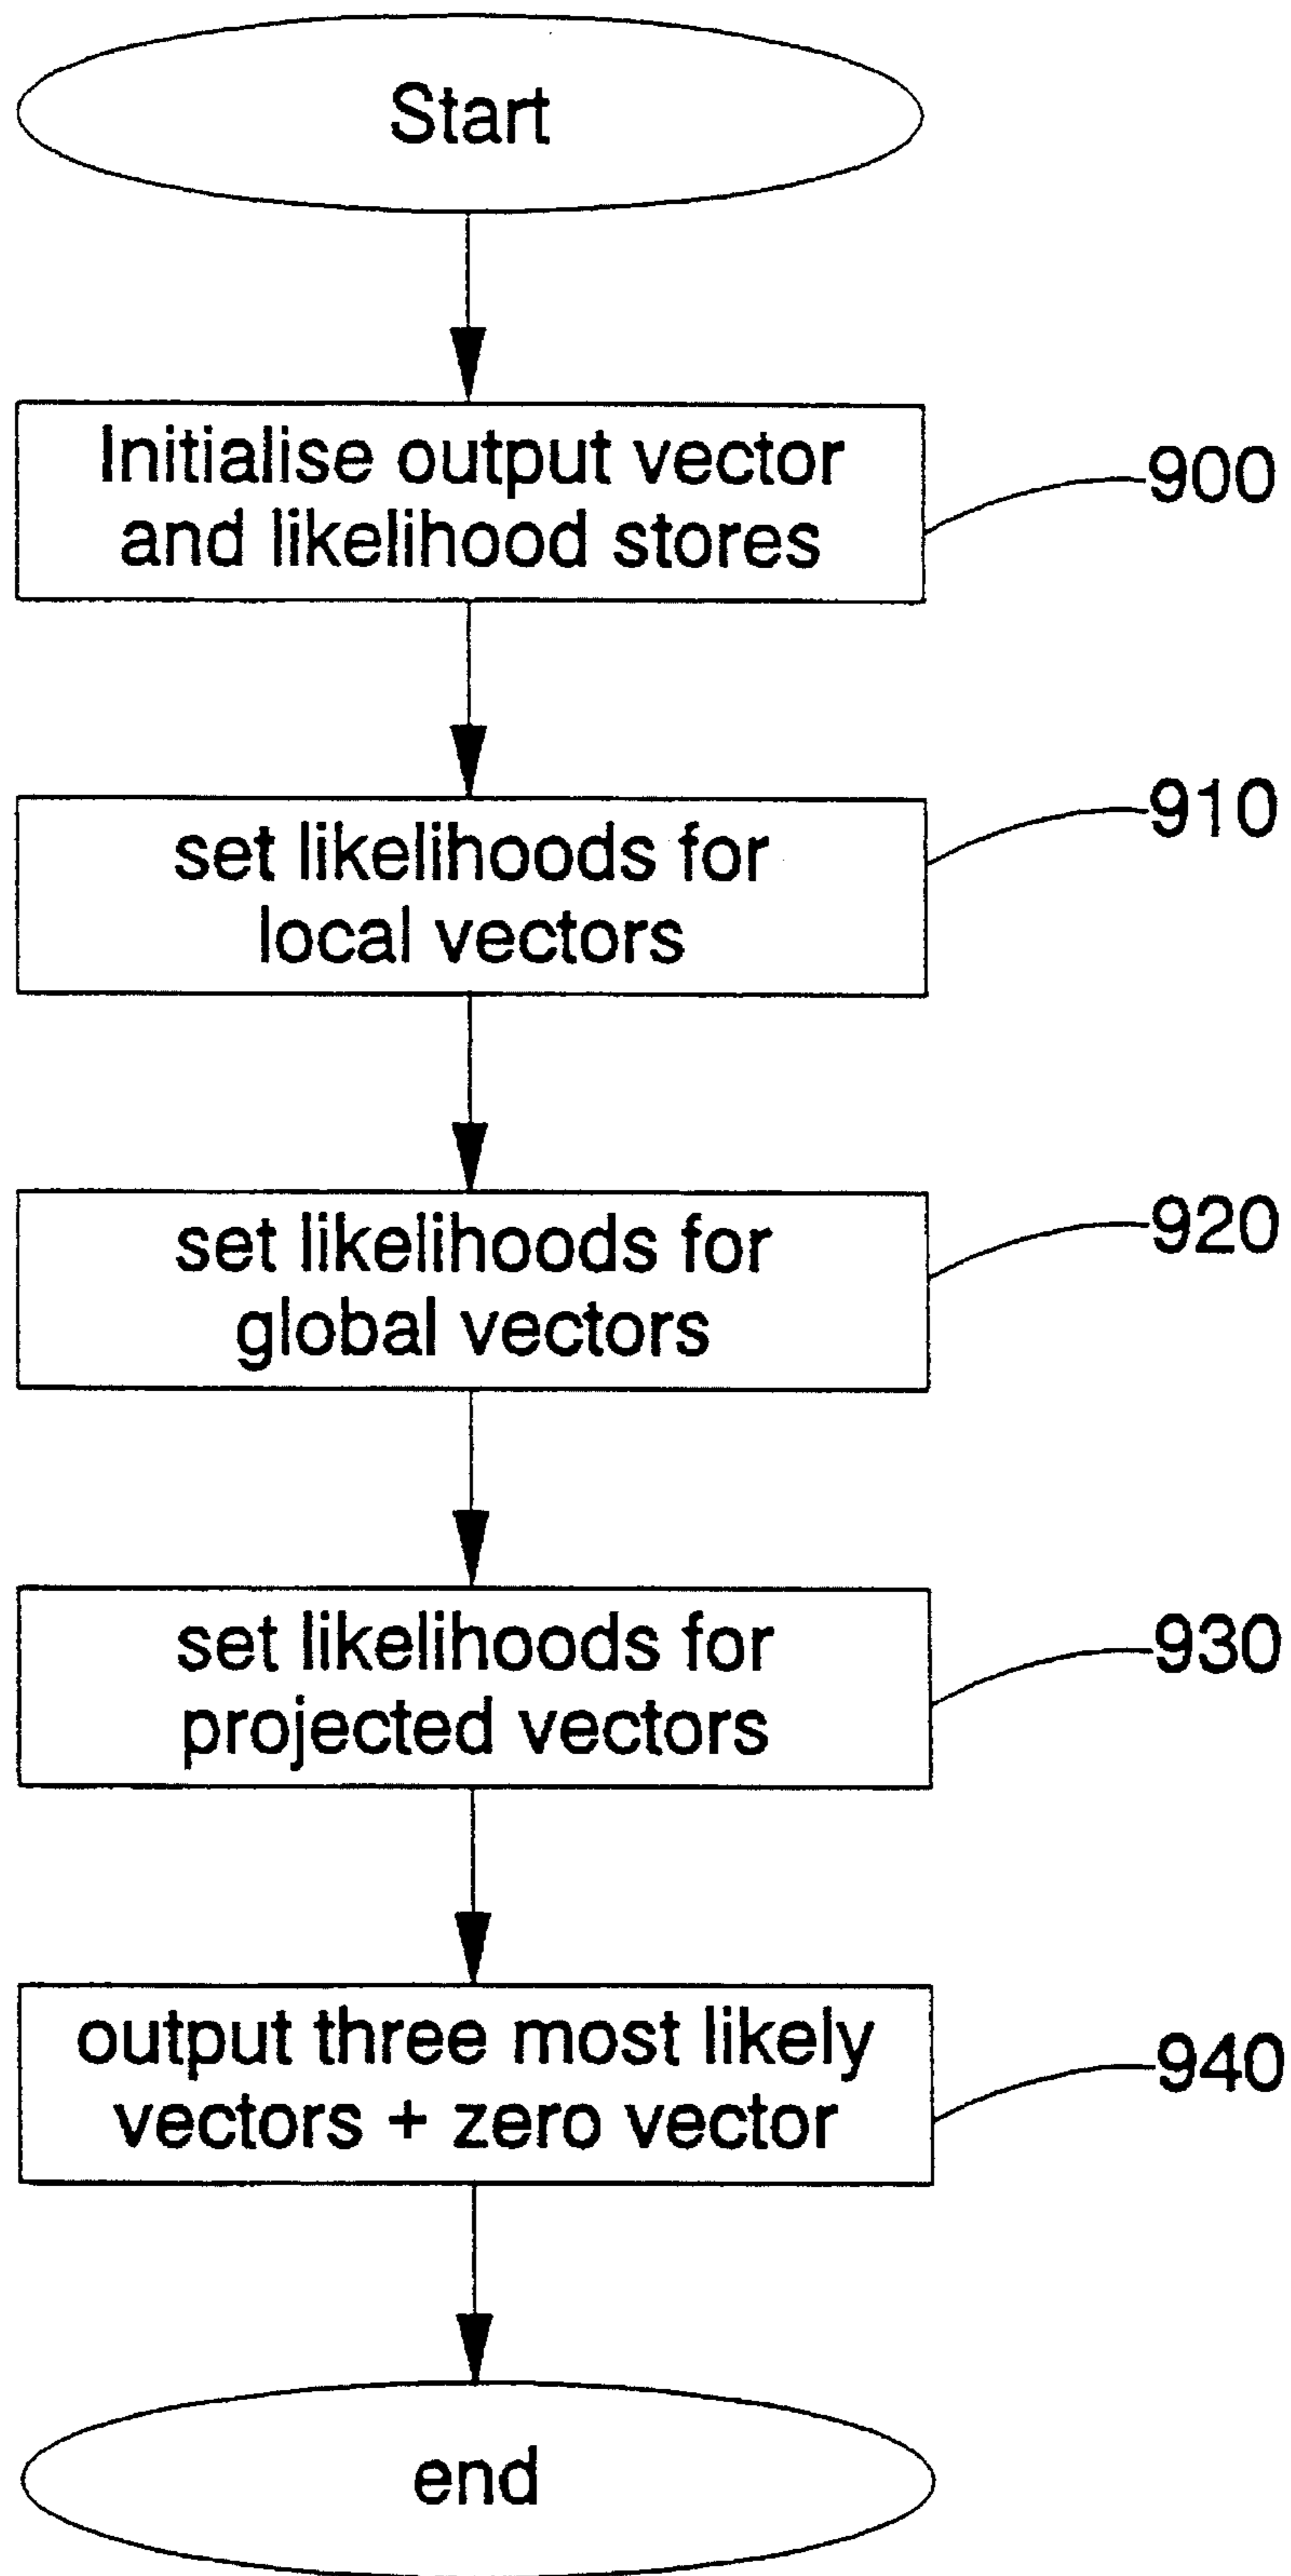 Start
Initialise output vector
and likelihood stores
900
set likelihoods for
local vectors
910
set likelihoods for
global vectors
920
set likelihoods for
projected vectors
930
output three most likely
vectors + zero vector
940
end